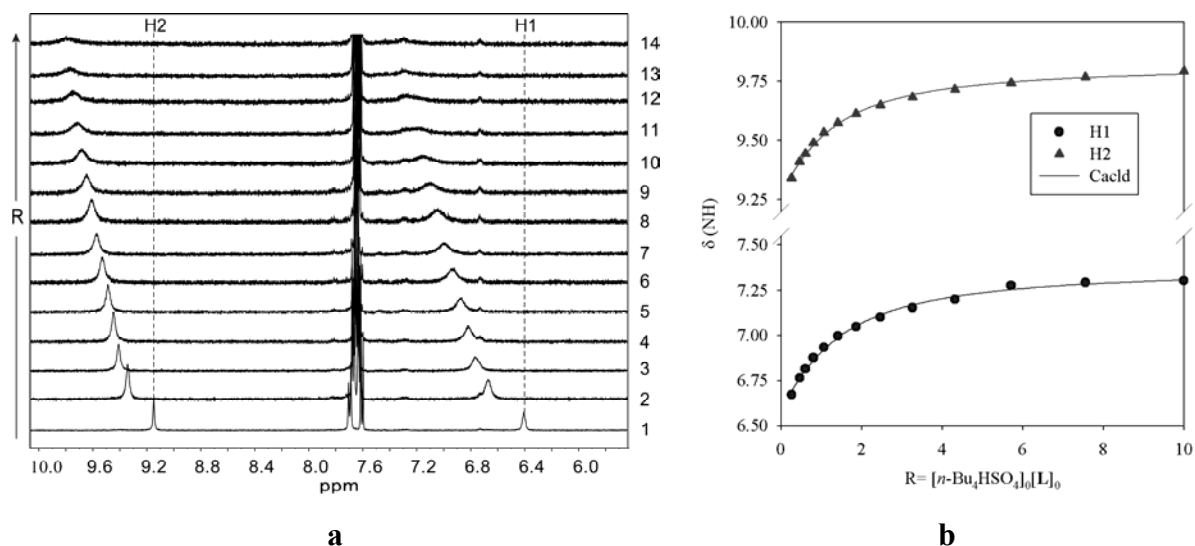 H2 H1
14
13
12
11
10
9
8
7
6
5
4
3
2
1
R
10.0 9.6 9.2 8.8 8.4 8.0 7.6 7.2 6.8 6.4 6.0
ppm
a
10.00
9.75
9.50
9.25
7.50
7.25
7.00
6.75
6.50
δ (NH)
H1
H2
Cacld
0 2 4 6 8 10
R= [n-Bu₄HSO₄]₀[L]₀
b